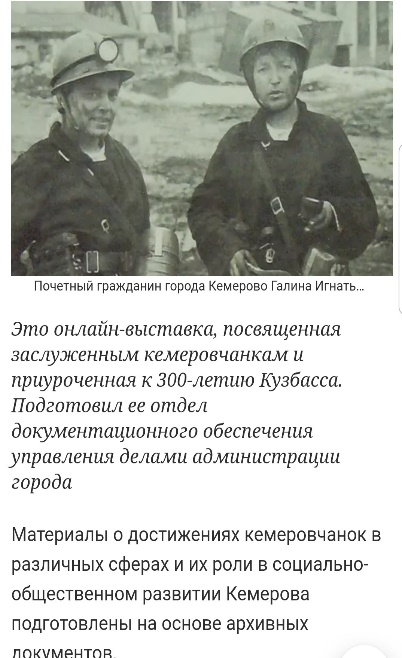 Почетный гражданин города Кемерово Галина Игнать...
Это онлайн-выставка, посвященная
заслуженным кемеровчанкам и
приуроченная к 300-летию Кузбасса.
Подготовил ее отдел
документационного обеспечения
управления делами администрации
города
Материалы о достижениях кемеровчанок в
различных сферах и их роли в социально-
общественном развитии Кемерова
подготовлены на основе архивных
документов.